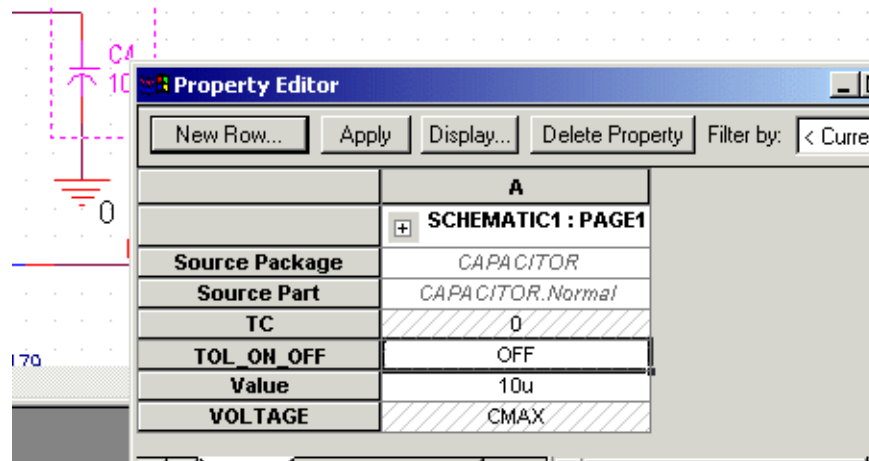 C4
10
Property Editor
New Row... Apply Display... Delete Property Filter by: < Curre
A
SCHEMATIC1 : PAGE1
0
Source Package CAPACITOR
Source Part CAPACITOR.Normal
TC 0
TOL_ON_OFF OFF
Value 10u
VOLTAGE CMAX